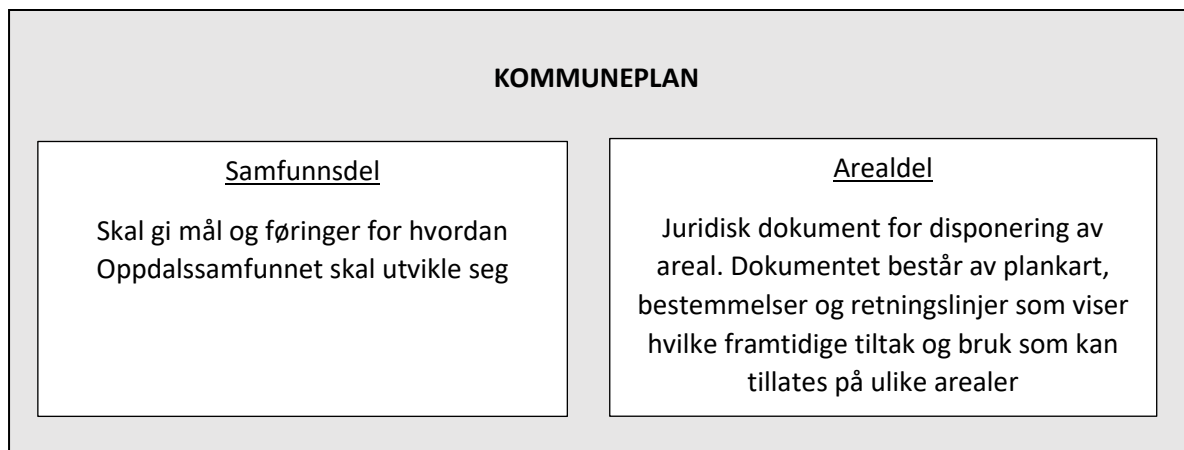 KOMMUNEPLAN
Samfunnsdel
Skal gi mål og føringer for hvordan
Oppdalssamfunnet skal utvikle seg
Arealdel
Juridisk dokument for disponering av
areal. Dokumentet består av plankart,
bestemmelser og retningslinjer som viser
hvilke framtidige tiltak og bruk som kan
tillates på ulike arealer